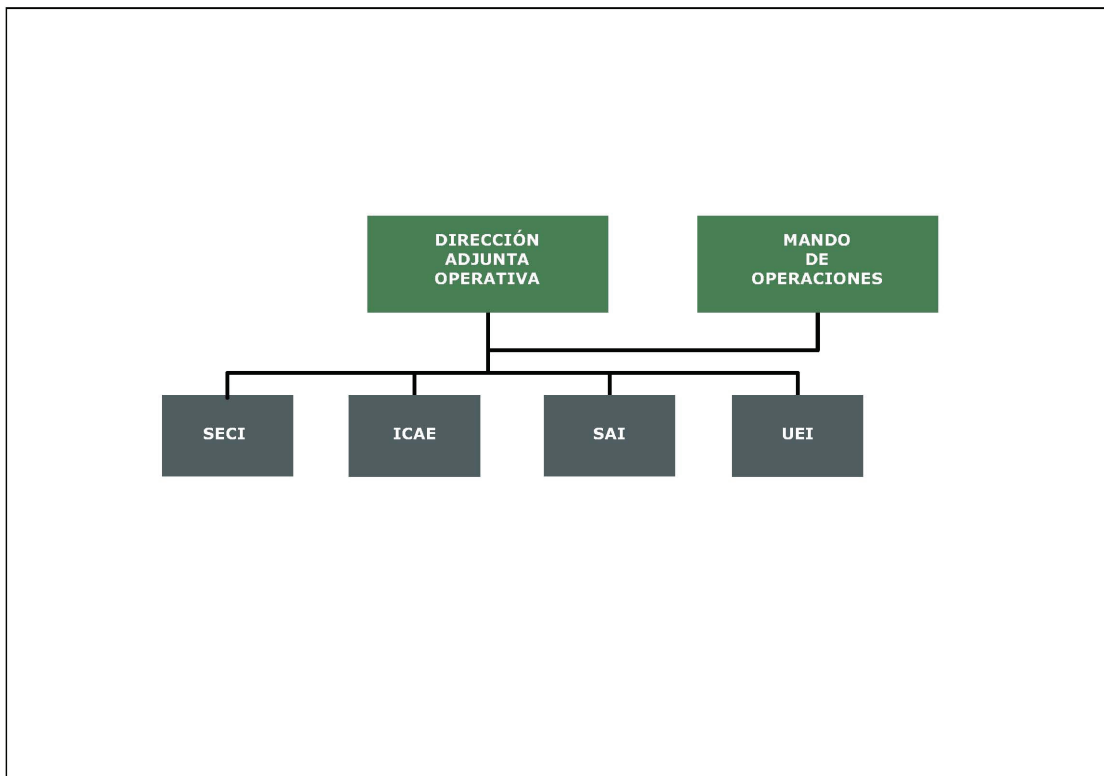 DIRECCIÓN
ADJUNTA
OPERATIVA
MANDO
DE
OPERACIONES
SECI
ICAE
SAI
UEI